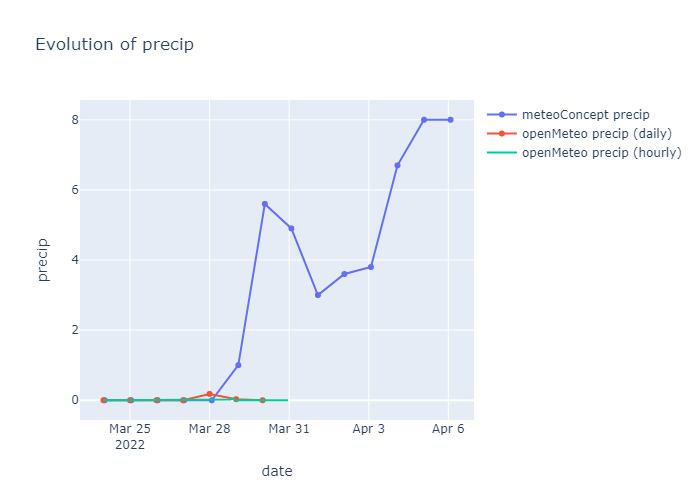 Evolution of precip
meteoConcept precip
openMeteo precip (daily)
openMeteo precip (hourly)
precip
8
6
4
2
0
Mar 25
2022
Mar 28
Mar 31
Apr 3
Apr 6
date